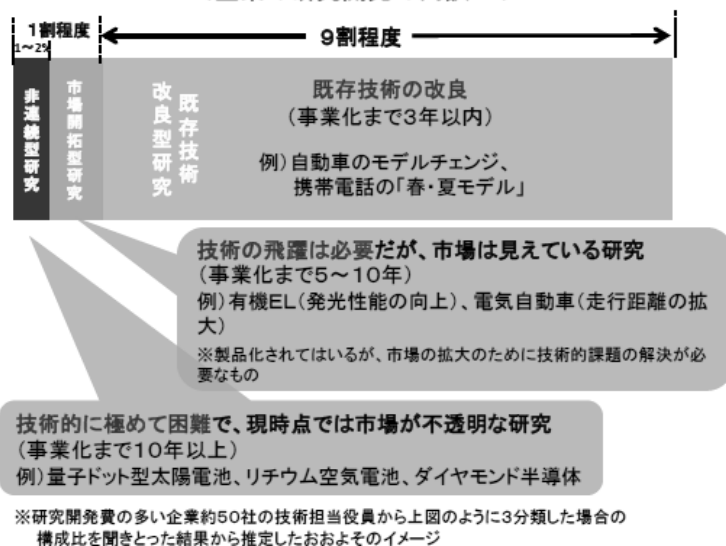 1割程度
9割程度
1~2%
非連続型研究
市場開拓型研究
既存技術
改良型研究
既存技術の改良
(事業化まで3年以内)
例)自動車のモデルチェンジ、
携帯電話の「春・夏モデル」
技術の飛躍は必要だが、市場は見えている研究
(事業化まで5~10年)
例)有機EL(発光性能の向上)、電気自動車(走行距離の拡
大)
※製品化されてはいるが、市場の拡大のために技術的課題の解決が必
要なもの
技術的に極めて困難で、現時点では市場が不透明な研究
(事業化まで10年以上)
例)量子ドット型太陽電池、リチウム空気電池、ダイヤモンド半導体
※研究開発費の多い企業約50社の技術担当役員から上図のように3分類した場合の
構成比を聞きとった結果から推定したおおよそのイメージ